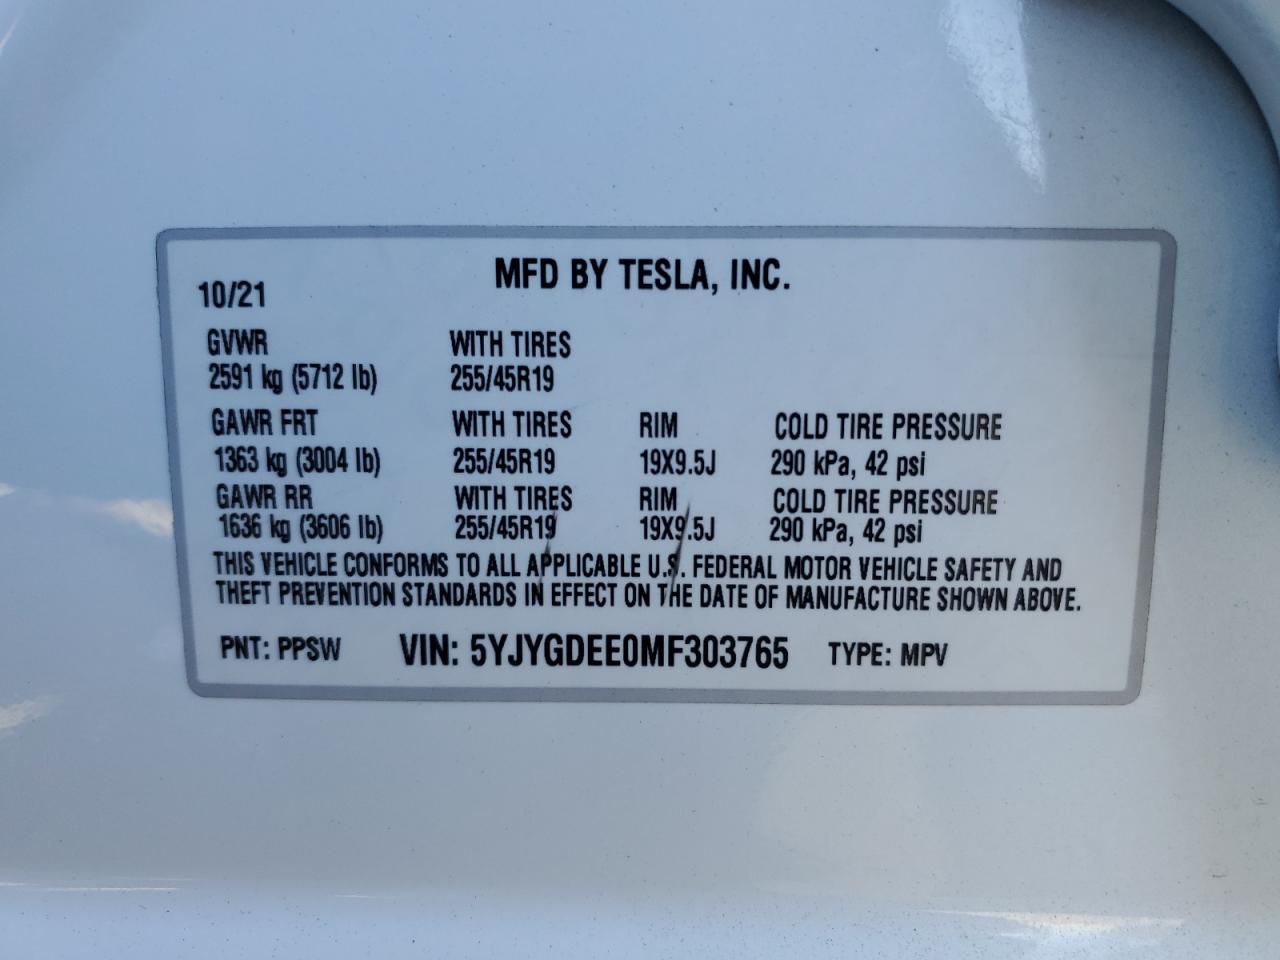 MFD BY TESLA, INC.
10/21
GVWR WITH TIRES
2591 kg (5712 lb) 255/45R19
GAWR FRT WITH TIRES RIM COLD TIRE PRESSURE
1363 kg (3004 lb) 255/45R19 19X9.5J 290 kPa, 42 psi
GAWR RR WITH TIRES RIM COLD TIRE PRESSURE
1636 kg (3606 lb) 255/45R19 19X9.5J 290 kPa, 42 psi
THIS VEHICLE CONFORMS TO ALL APPLICABLE U.S. FEDERAL MOTOR VEHICLE SAFETY AND
THEFT PREVENTION STANDARDS IN EFFECT ON THE DATE OF MANUFACTURE SHOWN ABOVE.
PNT: PPSW VIN: 5YJYGDEE0MF303765 TYPE: MPV